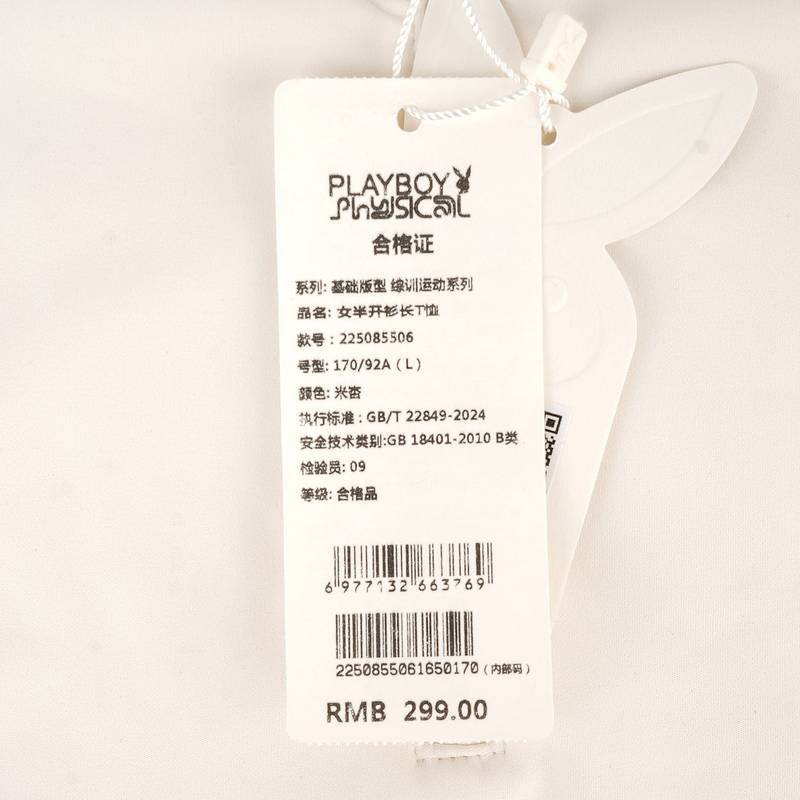 PLAYBOY
PhySICAL
合格证
系列: 基础版型 综训运动系列
品名: 女半开衫长T恤
款号: 225085506
号型: 170/92A (L)
颜色: 米杏
执行标准: GB/T 22849-2024
安全技术类别:GB 18401-2010 B类
检验员: 09
等级: 合格品
6 977132 663769
2250855061650170 (内部码)
RMB 299.00